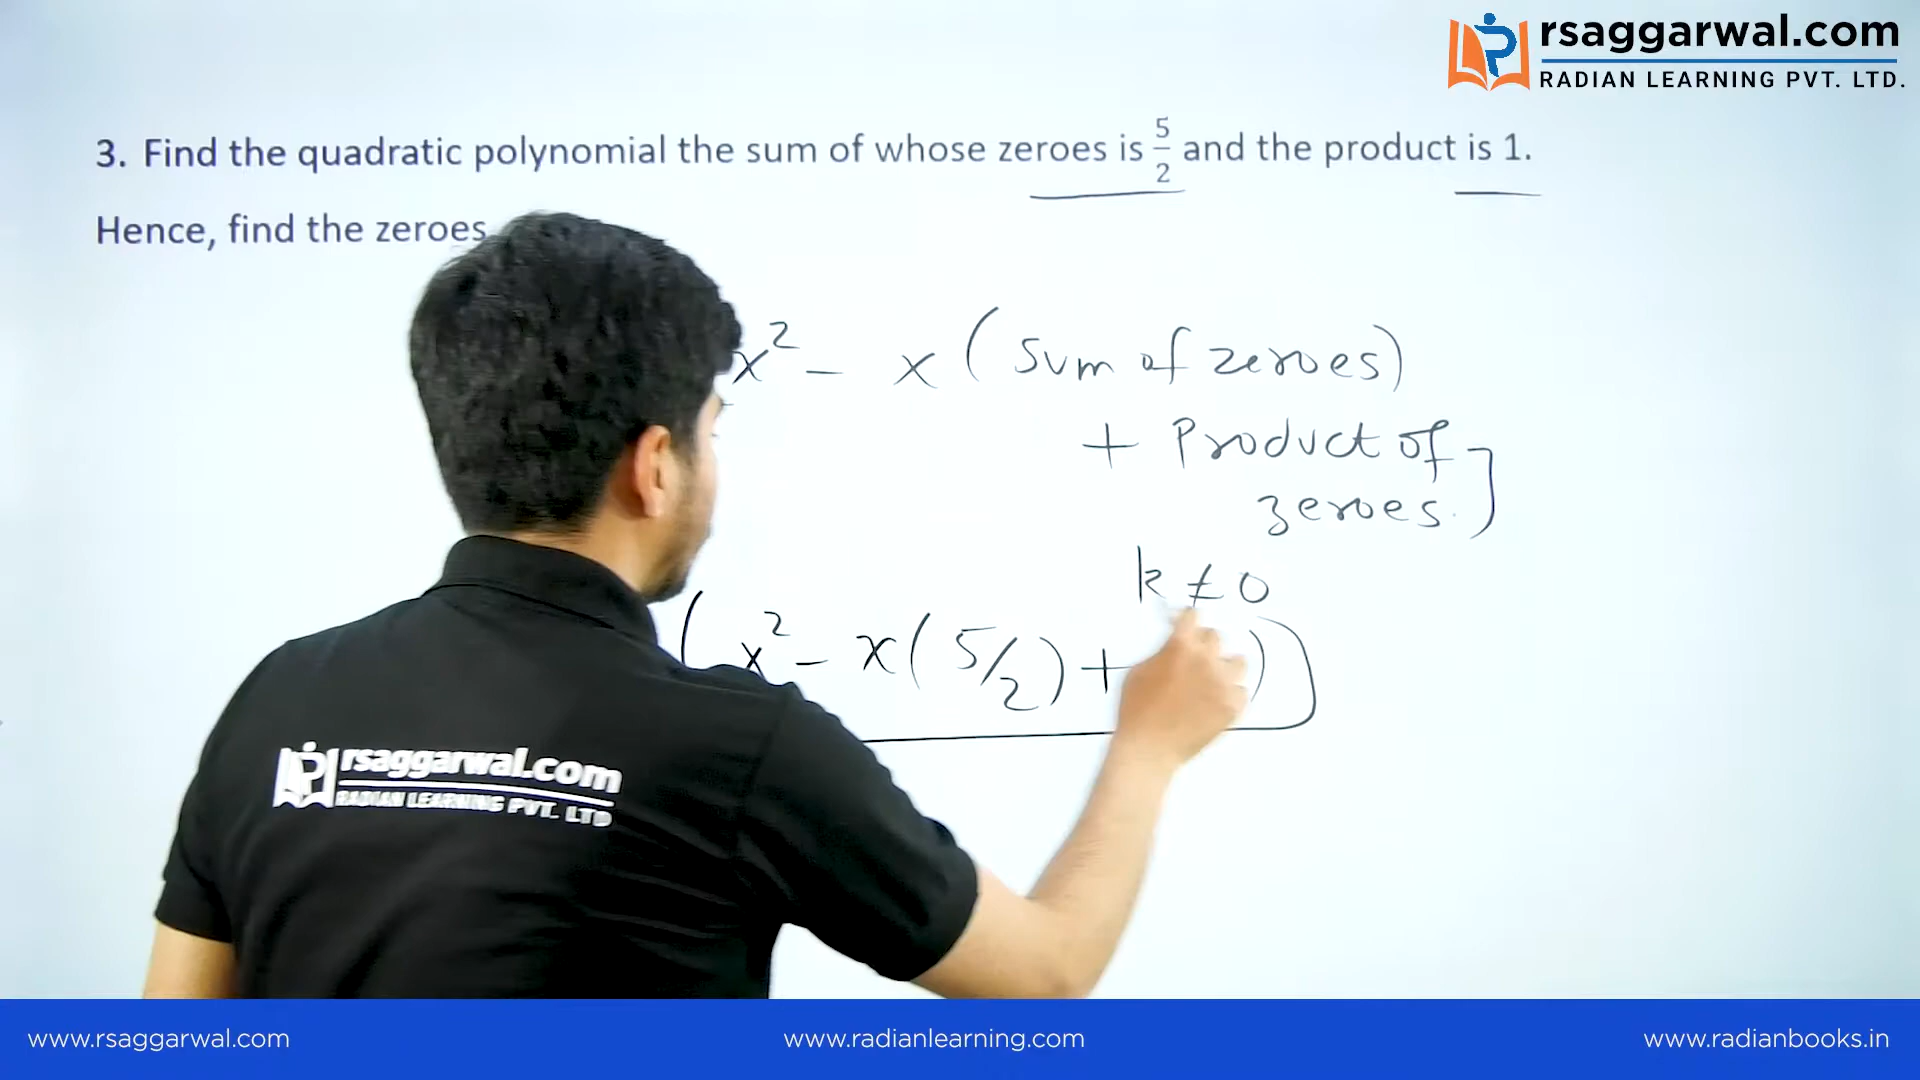 rsaggarwal.com
RADIAN LEARNING PVT. LTD.
3. Find the quadratic polynomial the sum of whose zeroes is 5/2 and the product is 1.
Hence, find the zeroes
x² - x (sum of zeroes)
+ Product of
zeroes.]
k ≠ 0
(x² - x(5/2) + )
rsaggarwal.com
RADIAN LEARNING PVT. LTD
www.rsaggarwal.com
www.radianlearning.com
www.radianbooks.in